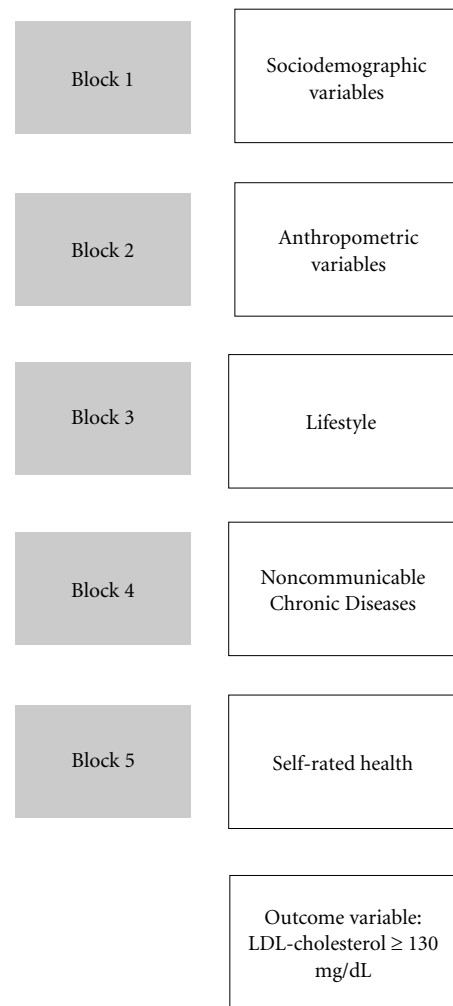 Block 1
Sociodemographic
variables
Block 2
Anthropometric
variables
Block 3
Lifestyle
Block 4
Noncommunicable
Chronic Diseases
Block 5
Self-rated health
Outcome variable:
LDL-cholesterol ≥ 130
mg/dL